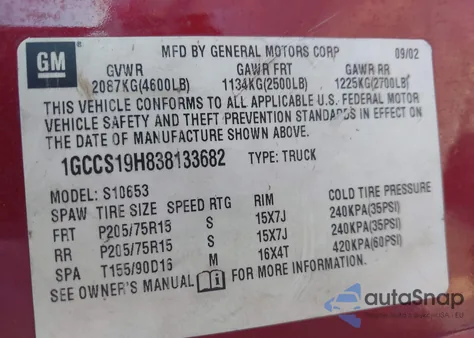 GM MFD BY GENERAL MOTORS CORP 09/02
GVWR GAWR FRT GAWR RR
2087KG(4600LB) 1134KG(2500LB) 1225KG(2700LB)
THIS VEHICLE CONFORMS TO ALL APPLICABLE U.S. FEDERAL MOTOR
VEHICLE SAFETY AND THEFT PREVENTION STANDARDS IN EFFECT ON
THE DATE OF MANUFACTURE SHOWN ABOVE.
1GCCS19H838133682 TYPE: TRUCK
MODEL: S10653
SPAW TIRE SIZE SPEED RTG RIM COLD TIRE PRESSURE
FRT P205/75R15 S 15X7J 240KPA(35PSI)
RR P205/75R15 S 15X7J 240KPA(35PSI)
SPA T155/90D16 M 16X4T 420KPA(60PSI)
SEE OWNER'S MANUAL FOR MORE INFORMATION.
autoSnap